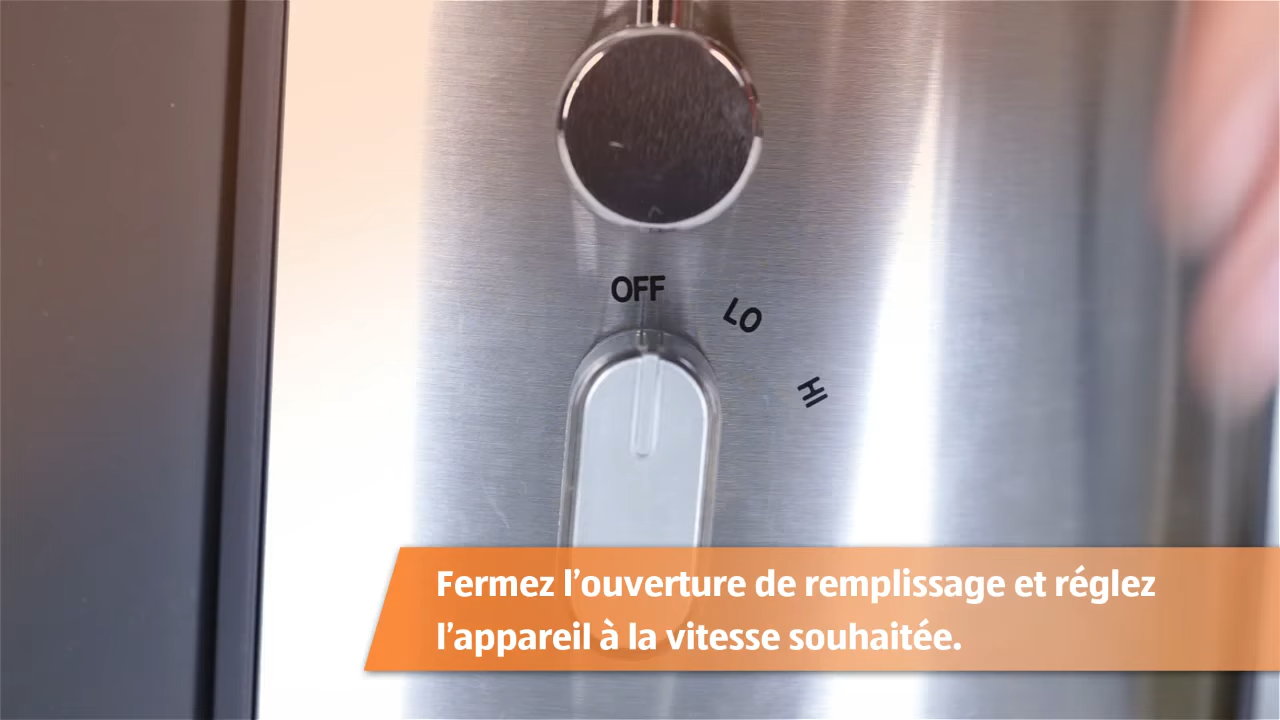 OFF
LO
HI
Fermez l'ouverture de remplissage et réglez
l'appareil à la vitesse souhaitée.